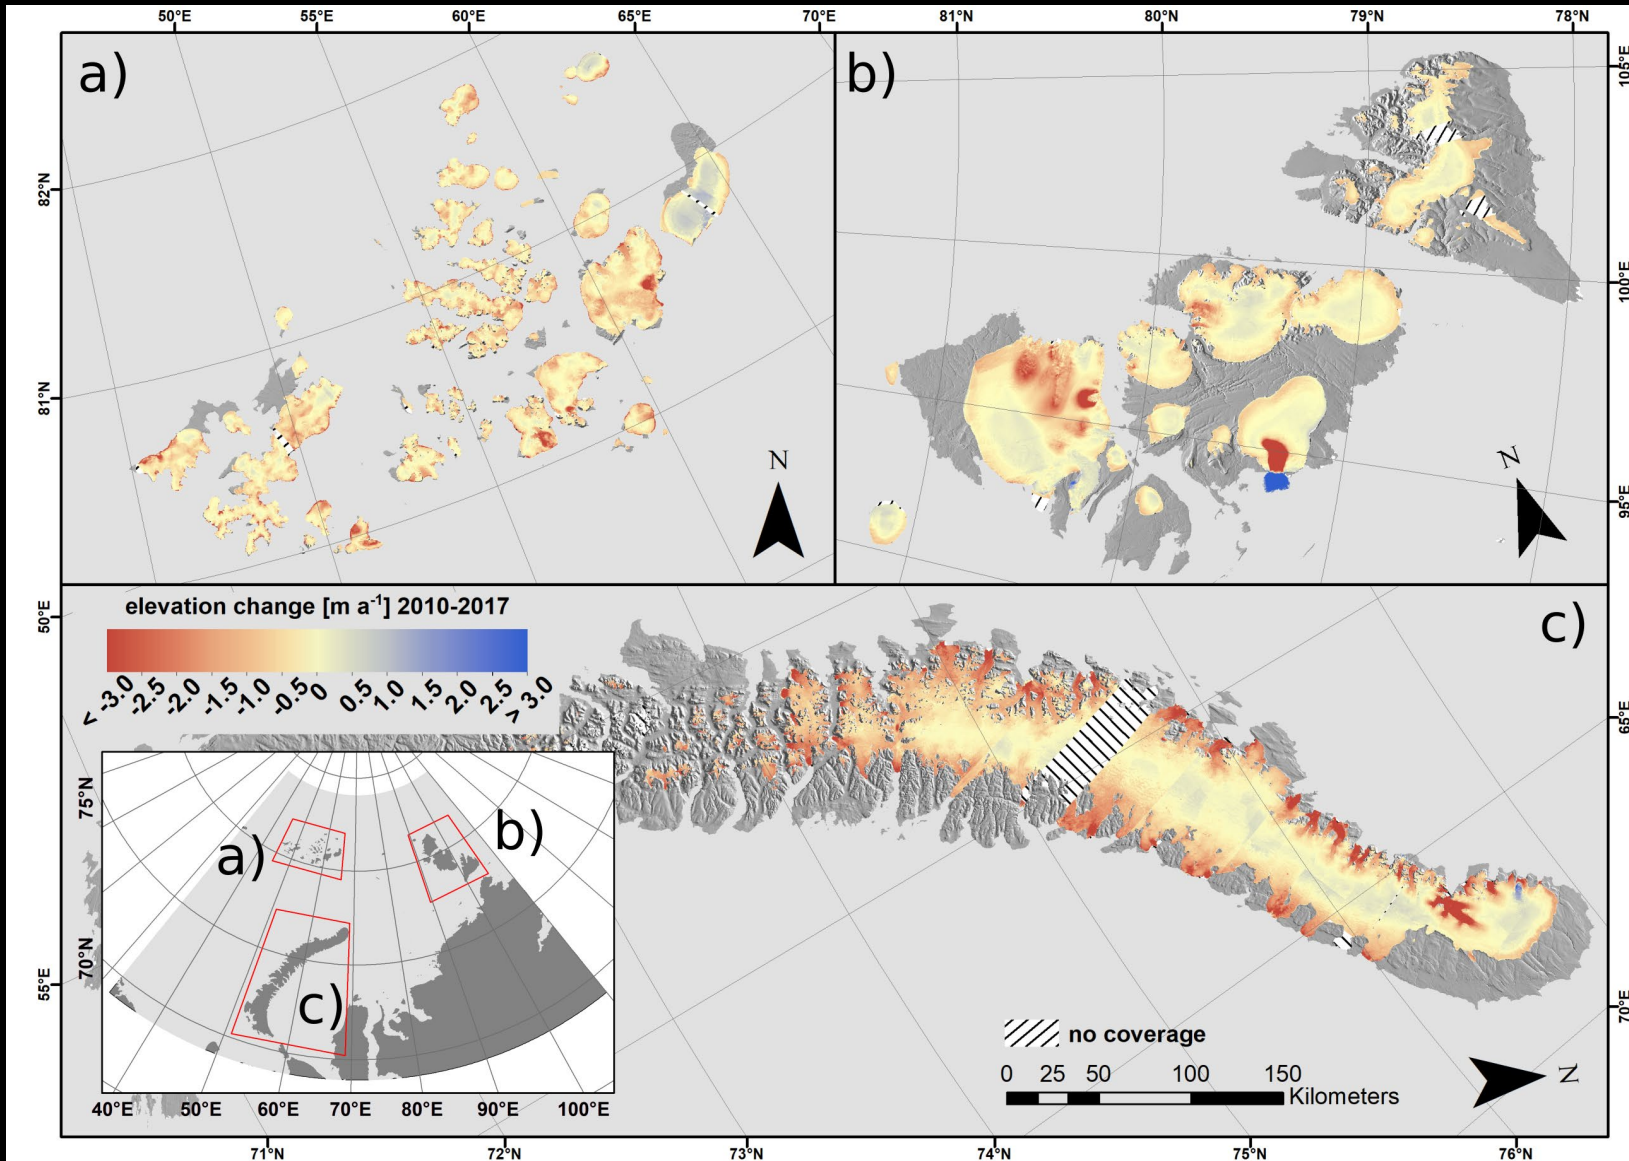 50°E 55°E 60°E 65°E 70°E 81°N 80°N 79°N 78°N
a)
b)
105°E
82°N
100°E
81°N
N
N
95°E
50°E
elevation change [m a⁻¹] 2010-2017
c)
< -3.0 -2.5 -2.0 -1.5 -1.0 -0.5 0 0.5 1.0 1.5 2.0 2.5 > 3.0
65°E
75°N
a)
b)
70°N
55°E
c)
70°E
no coverage
0 25 50 100 150
Kilometers
N
40°E 50°E 60°E 70°E 80°E 90°E 100°E
71°N 72°N 73°N 74°N 75°N 76°N